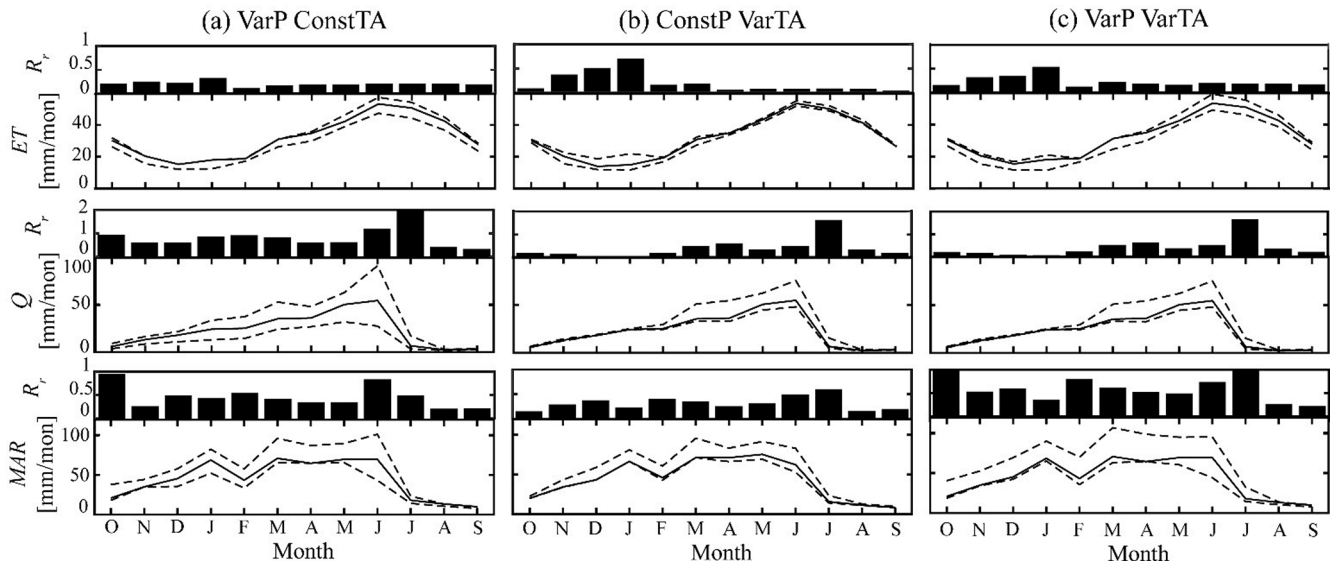 (a) VarP ConstTA (b) ConstP VarTA (c) VarP VarTA
1
R_r 0.5
0
ET [mm/mon] 40
20
0
2
R_r 1
0
100
Q [mm/mon] 50
0
1
R_r 0.5
0
100
MAR [mm/mon] 50
0
O N D J F M A M J J A S O N D J F M A M J J A S O N D J F M A M J J A S
Month Month Month